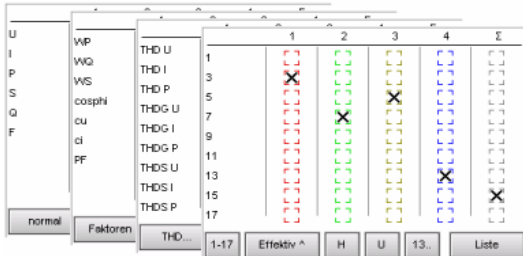 U
I
P
S
Q
F
normal
WP
WQ
WS
cosphi
cu
ci
PF
Faktoren
THD U
THD I
THD P
THDG U
THDG I
THDG P
THDS U
THDS I
THDS P
THD...
1 2 3 4 Σ
1
3
5
7
9
11
13
15
17
1-17 Effektiv ^ H U 13.. Liste